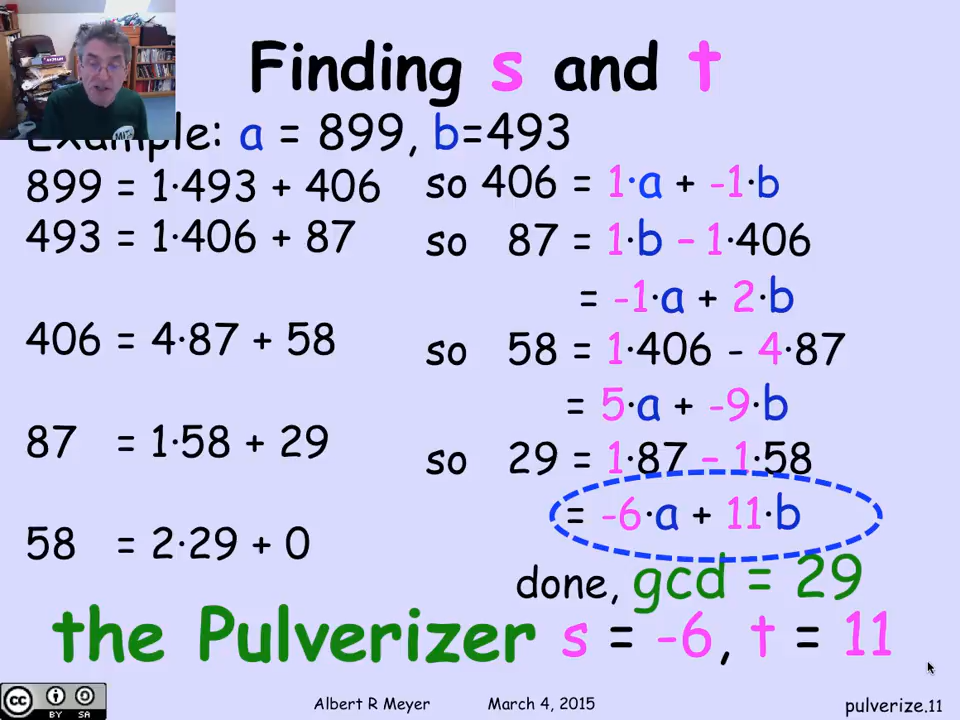 Finding s and t
Example: a = 899, b=493
899 = 1·493 + 406 so 406 = 1·a + -1·b
493 = 1·406 + 87 so 87 = 1·b – 1·406
= -1·a + 2·b
406 = 4·87 + 58 so 58 = 1·406 - 4·87
= 5·a + -9·b
87 = 1·58 + 29 so 29 = 1·87 – 1·58
= -6·a + 11·b
58 = 2·29 + 0
done, gcd = 29
the Pulverizer s = -6, t = 11
cc BY SA Albert R Meyer March 4, 2015 pulverize.11